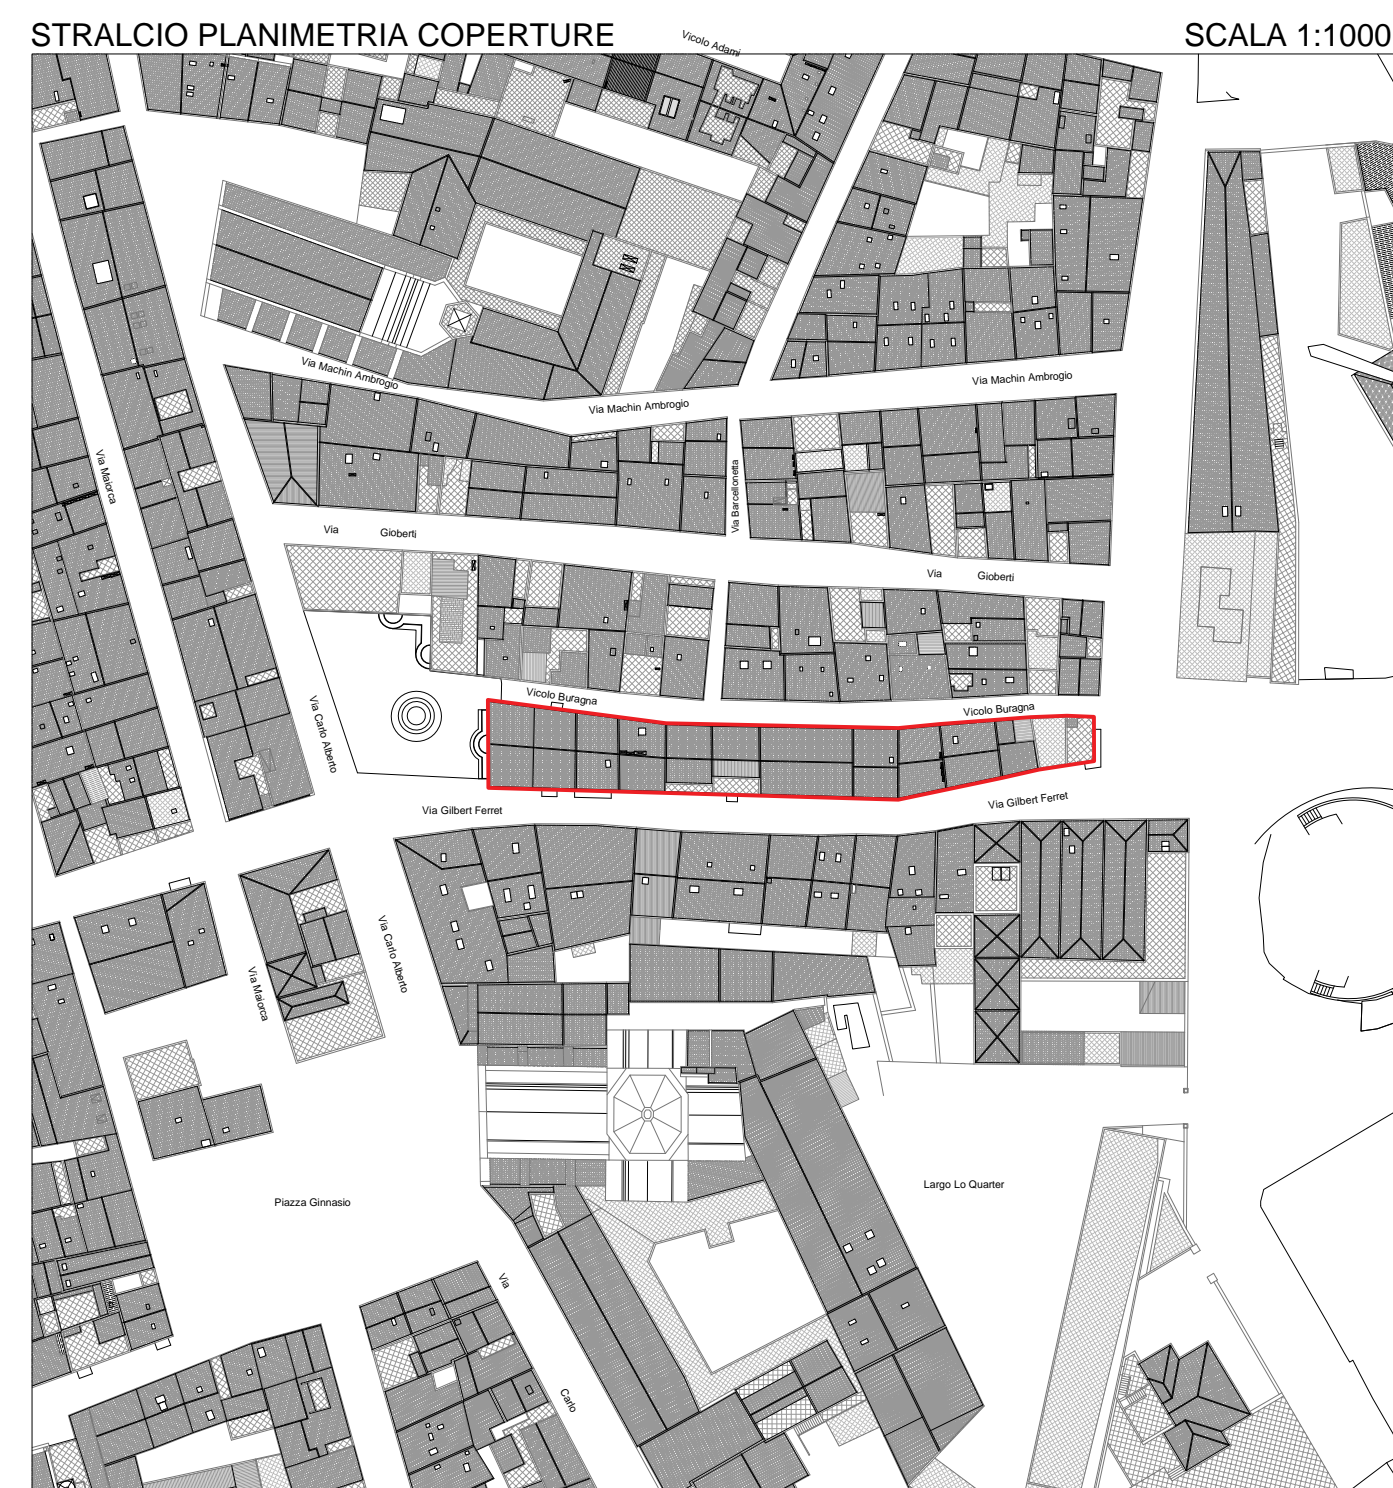 STRALCIO PLANIMETRIA COPERTURE
SCALA 1:1000
Vicolo Adami
Via Machin Ambrogio
Via Machin Ambrogio
Via Machin Ambrogio
Via Maiorca
Via Barcellonetta
Via Gioberti
Via Gioberti
Vicolo Buragna
Vicolo Buragna
Via Carlo Alberto
Via Gilbert Ferret
Via Gilbert Ferret
Via Carlo Alberto
Via Maiorca
Largo Lo Quarter
Piazza Ginnasio
Via
Carlo